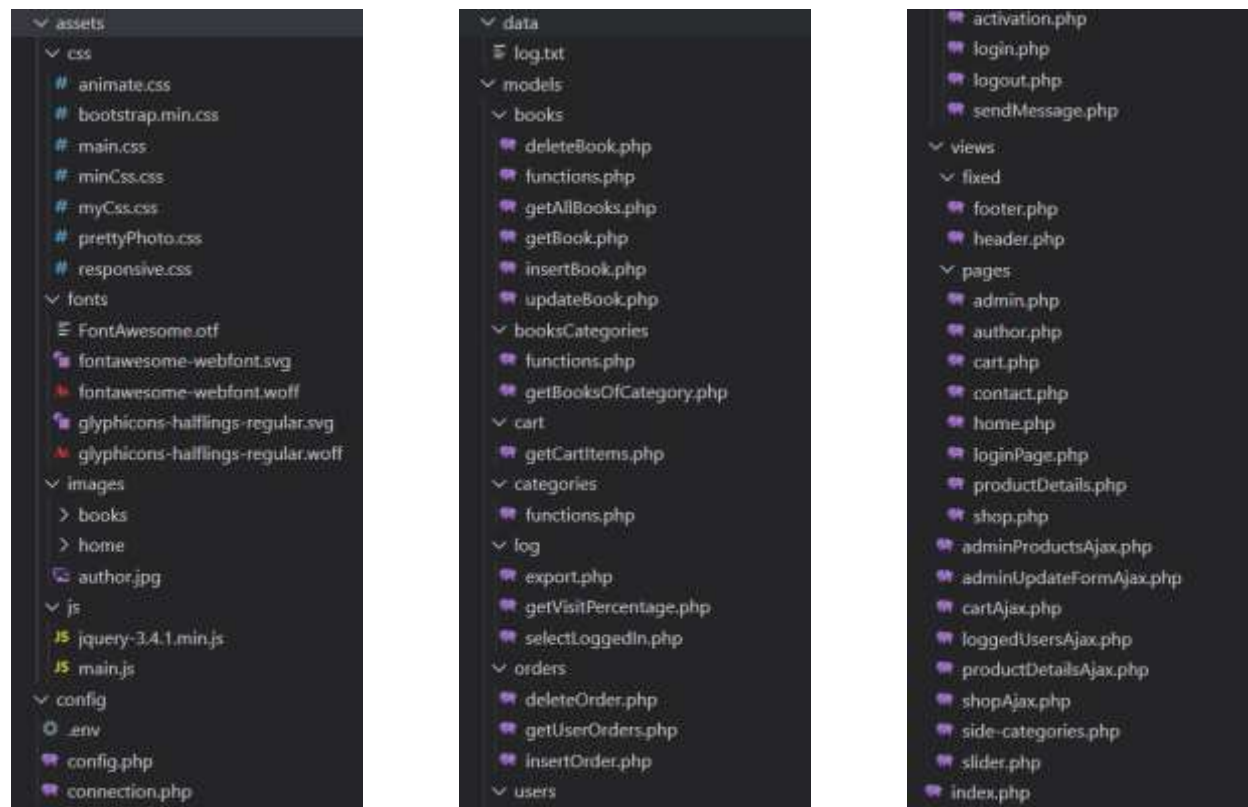 assets
css
animate.css
bootstrap.min.css
main.css
minCss.css
myCss.css
prettyPhoto.css
responsive.css
fonts
FontAwesome.otf
fontawesome-webfont.svg
fontawesome-webfont.woff
glyphicons-halflings-regular.svg
glyphicons-halflings-regular.woff
images
books
home
author.jpg
js
JS jquery-3.4.1.min.js
JS main.js
config
.env
config.php
connection.php
data
log.txt
models
books
deleteBook.php
functions.php
getAllBooks.php
getBook.php
insertBook.php
updateBook.php
booksCategories
functions.php
getBooksOfCategory.php
cart
getCartItems.php
categories
functions.php
log
export.php
getVisitPercentage.php
selectLoggedIn.php
orders
deleteOrder.php
getUserOrders.php
insertOrder.php
users
activation.php
login.php
logout.php
sendMessage.php
views
fixed
footer.php
header.php
pages
admin.php
author.php
cart.php
contact.php
home.php
loginPage.php
productDetails.php
shop.php
adminProductsAjax.php
adminUpdateFormAjax.php
cartAjax.php
loggedUsersAjax.php
productDetailsAjax.php
shopAjax.php
side-categories.php
slider.php
index.php